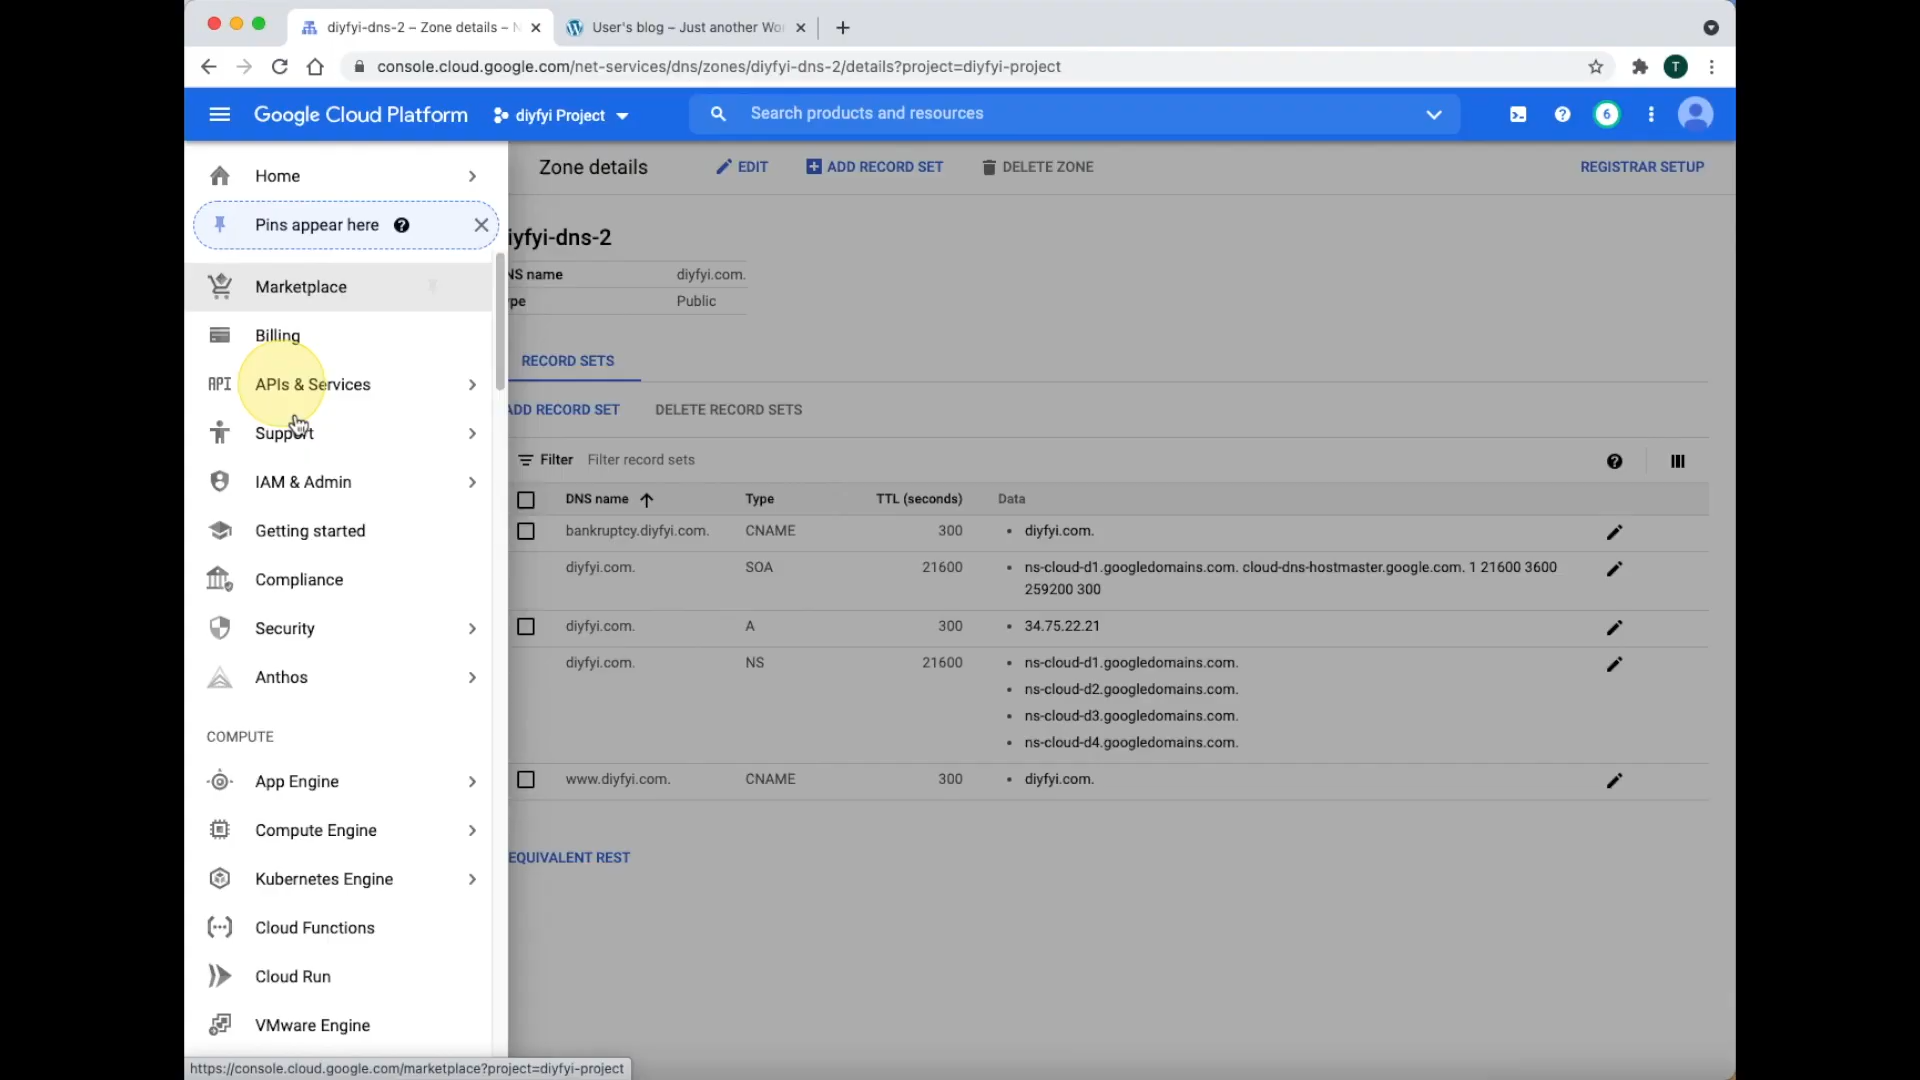 diyfyi-dns-2 – Zone details – N
User's blog – Just another Wo
console.cloud.google.com/net-services/dns/zones/diyfyi-dns-2/details?project=diyfyi-project
T
Google Cloud Platform
diyfyi Project
Search products and resources
6
Home
Pins appear here
Marketplace
Billing
API APIs & Services
Support
IAM & Admin
Getting started
Compliance
Security
Anthos
COMPUTE
App Engine
Compute Engine
Kubernetes Engine
Cloud Functions
Cloud Run
VMware Engine
https://console.cloud.google.com/marketplace?project=diyfyi-project
Zone details
EDIT
ADD RECORD SET
DELETE ZONE
REGISTRAR SETUP
iyfyi-dns-2
NS name diyfyi.com.
pe Public
RECORD SETS
ADD RECORD SET
DELETE RECORD SETS
Filter Filter record sets
DNS name Type TTL (seconds) Data
bankruptcy.diyfyi.com. CNAME 300 diyfyi.com.
diyfyi.com. SOA 21600 ns-cloud-d1.googledomains.com. cloud-dns-hostmaster.google.com. 1 21600 3600
259200 300
diyfyi.com. A 300 34.75.22.21
diyfyi.com. NS 21600 ns-cloud-d1.googledomains.com.
ns-cloud-d2.googledomains.com.
ns-cloud-d3.googledomains.com.
ns-cloud-d4.googledomains.com.
www.diyfyi.com. CNAME 300 diyfyi.com.
EQUIVALENT REST